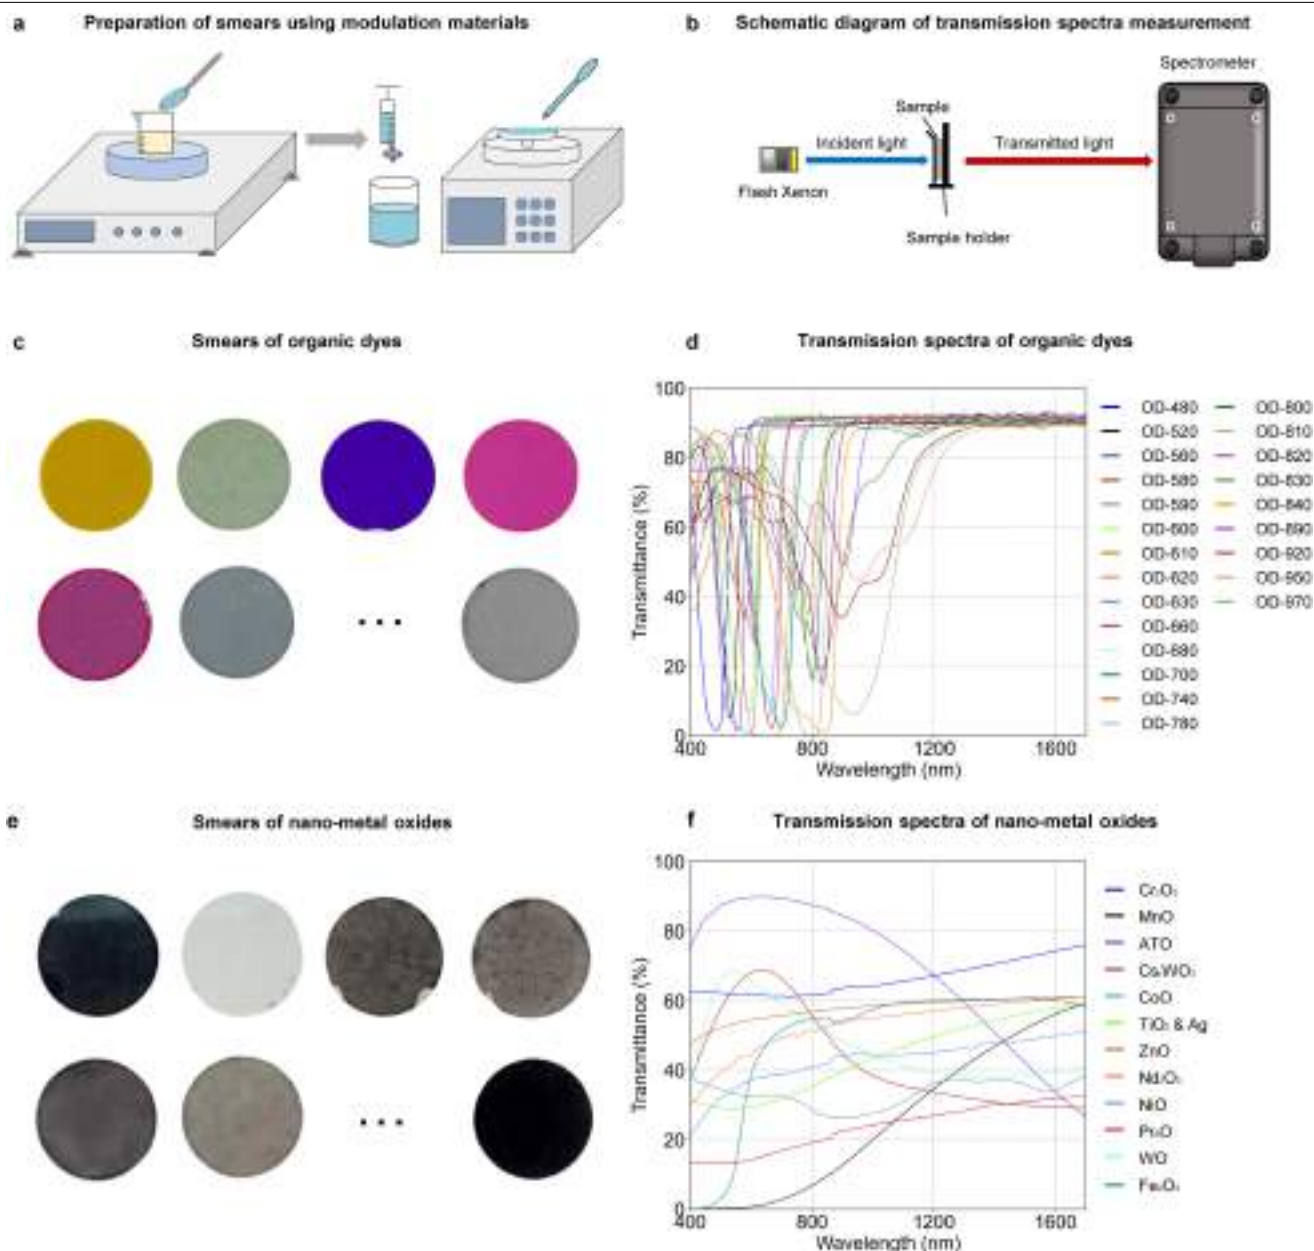 a Preparation of smears using modulation materials
b Schematic diagram of transmission spectra measurement
Spectrometer
Sample
Incident light
Transmitted light
Flash Xenon
Sample holder
c Smears of organic dyes
d Transmission spectra of organic dyes
Transmittance (%)
100
80
60
40
20
0
400
800
1200
1600
Wavelength (nm)
OD-480
OD-520
OD-560
OD-580
OD-590
OD-600
OD-610
OD-620
OD-630
OD-660
OD-680
OD-700
OD-740
OD-780
OD-800
OD-810
OD-820
OD-830
OD-840
OD-890
OD-920
OD-950
OD-970
e Smears of nano-metal oxides
f Transmission spectra of nano-metal oxides
Transmittance (%)
100
80
60
40
20
0
400
800
1200
1600
Wavelength (nm)
Cr₂O₃
MnO
ATO
CoO
TiO₂ & Ag
ZnO
Nd₂O₃
NiO
WO
Fe₃O₄